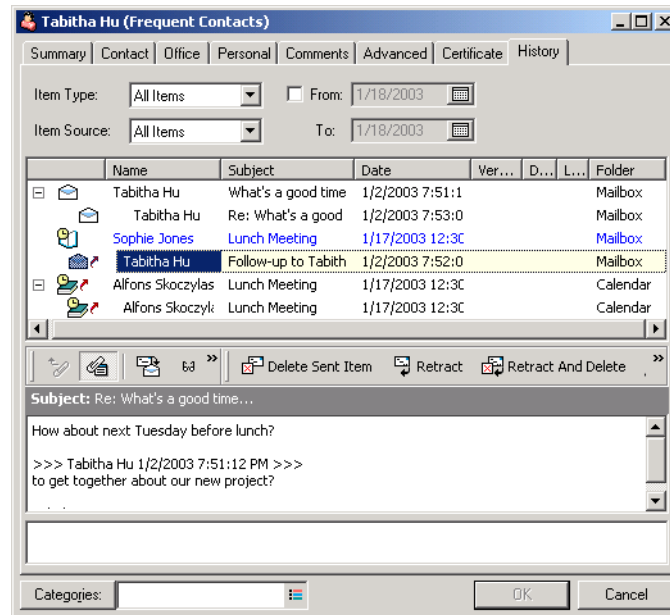 Tabitha Hu (Frequent Contacts)
Summary Contact Office Personal Comments Advanced Certificate History
Item Type: All Items From: 1/18/2003
Item Source: All Items To: 1/18/2003
Name Subject Date Ver... D... L... Folder
Tabitha Hu What's a good time 1/2/2003 7:51:1 Mailbox
Tabitha Hu Re: What's a good 1/2/2003 7:53:0 Mailbox
Sophie Jones Lunch Meeting 1/17/2003 12:30 Mailbox
Tabitha Hu Follow-up to Tabith 1/2/2003 7:52:0 Mailbox
Alfons Skoczylas Lunch Meeting 1/17/2003 12:30 Calendar
Alfons Skoczyla Lunch Meeting 1/17/2003 12:30 Calendar
» Delete Sent Item Retract Retract And Delete »
Subject: Re: What's a good time...
How about next Tuesday before lunch?
>>> Tabitha Hu 1/2/2003 7:51:12 PM >>>
to get together about our new project?
Categories: OK Cancel